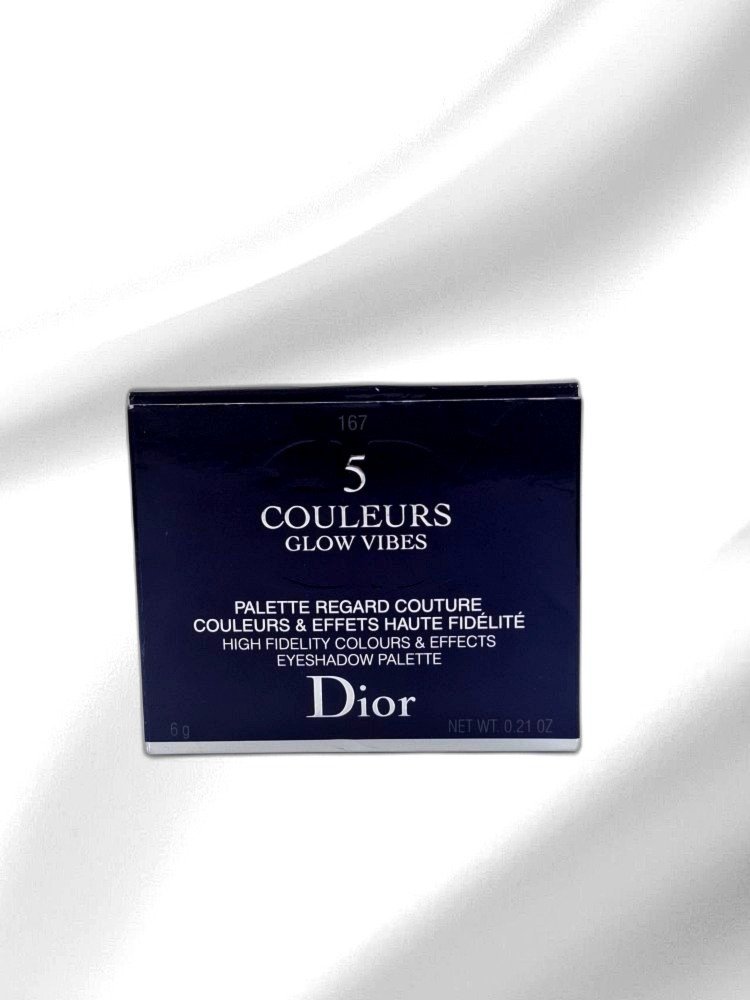 167
5
COULEURS
GLOW VIBES
PALETTE REGARD COUTURE
COULEURS & EFFETS HAUTE FIDÉLITÉ
HIGH FIDELITY COLOURS & EFFECTS
EYESHADOW PALETTE
Dior
6 g NET WT. 0.21 OZ